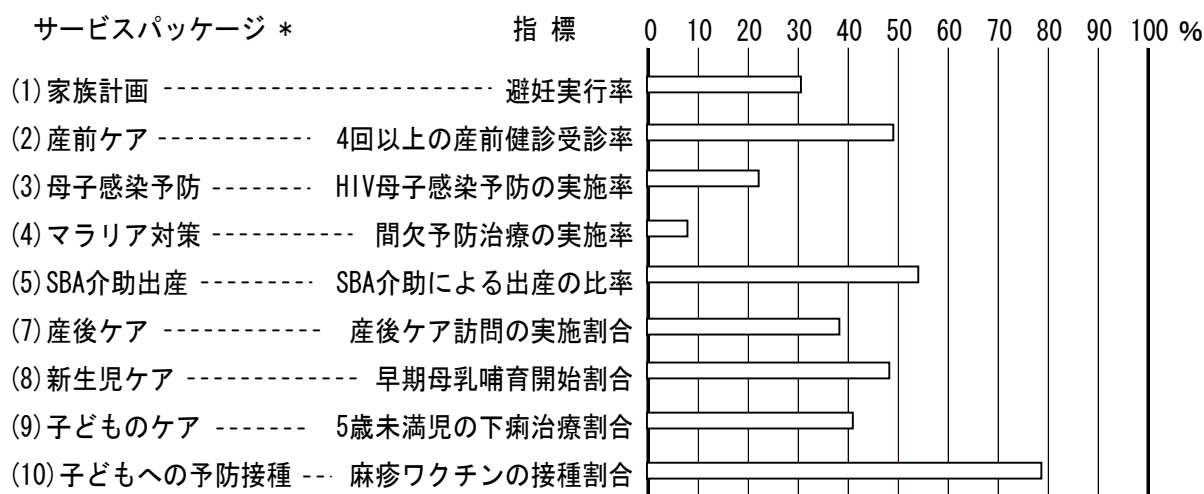 サービスパッケージ * 指 標 0 10 20 30 40 50 60 70 80 90 100 %
(1)家族計画 ------------------------ 避妊実行率
(2)産前ケア ------------ 4回以上の産前健診受診率
(3)母子感染予防 -------- HIV母子感染予防の実施率
(4)マラリア対策 ------------ 間欠予防治療の実施率
(5)SBA介助出産 --------- SBA介助による出産の比率
(7)産後ケア ------------ 産後ケア訪問の実施割合
(8)新生児ケア ------------- 早期母乳哺育開始割合
(9)子どものケア ------- 5歳未満児の下痢治療割合
(10)子どもへの予防接種 --- 麻疹ワクチンの接種割合